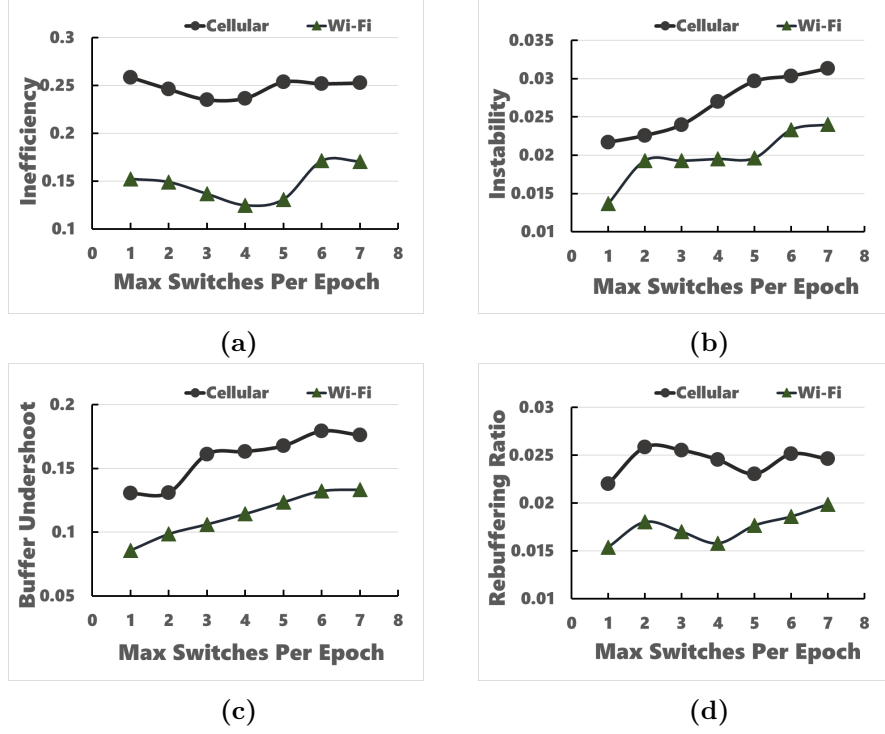 Cellular Wi-Fi
0.3
0.25
0.2
0.15
0.1
Inefficiency
0 1 2 3 4 5 6 7 8
Max Switches Per Epoch
(a)
Cellular Wi-Fi
0.035
0.03
0.025
0.02
0.015
0.01
Instability
0 1 2 3 4 5 6 7 8
Max Switches Per Epoch
(b)
Cellular Wi-Fi
0.2
0.15
0.1
0.05
Buffer Undershoot
0 1 2 3 4 5 6 7 8
Max Switches Per Epoch
(c)
Cellular Wi-Fi
0.03
0.025
0.02
0.015
0.01
Rebuffering Ratio
0 1 2 3 4 5 6 7 8
Max Switches Per Epoch
(d)